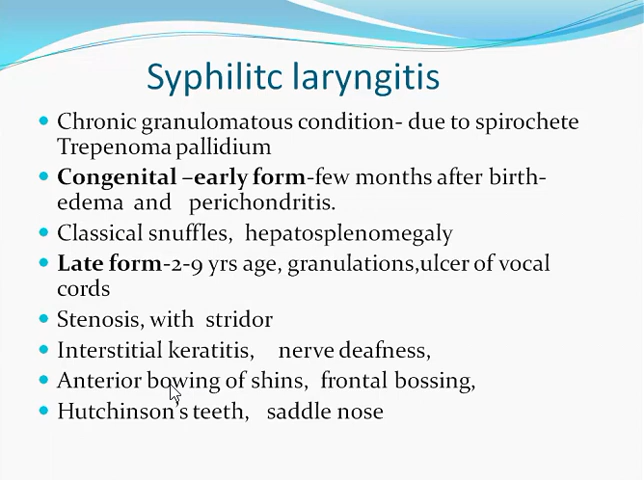 Syphilitc laryngitis
Chronic granulomatous condition- due to spirochete
Trepenoma pallidium
Congenital –early form-few months after birth-
edema and perichondritis.
Classical snuffles, hepatosplenomegaly
Late form-2-9 yrs age, granulations,ulcer of vocal
cords
Stenosis, with stridor
Interstitial keratitis, nerve deafness,
Anterior bowing of shins, frontal bossing,
Hutchinson's teeth, saddle nose